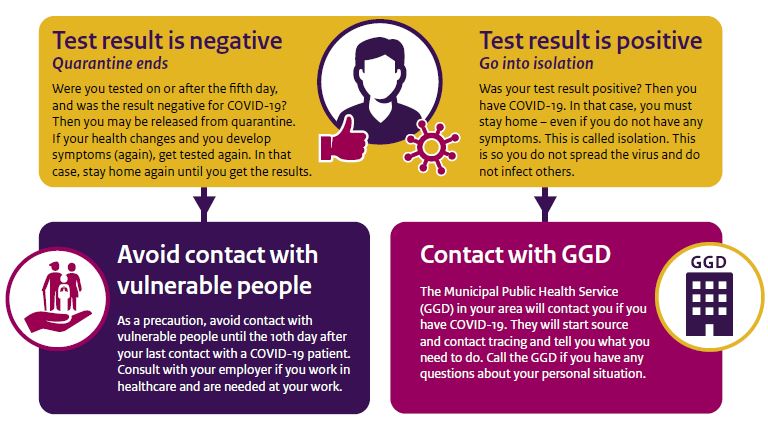 Test result is negative
Quarantine ends
Were you tested on or after the fifth day,
and was the result negative for COVID-19?
Then you may be released from quarantine.
If your health changes and you develop
symptoms (again), get tested again. In that
case, stay home again until you get the results.
Test result is positive
Go into isolation
Was your test result positive? Then you
have COVID-19. In that case, you must
stay home – even if you do not have any
symptoms. This is called isolation. This
is so you do not spread the virus and do
not infect others.
Avoid contact with
vulnerable people
As a precaution, avoid contact with
vulnerable people until the 10th day after
your last contact with a COVID-19 patient.
Consult with your employer if you work in
healthcare and are needed at your work.
Contact with GGD
The Municipal Public Health Service
(GGD) in your area will contact you if you
have COVID-19. They will start source
and contact tracing and tell you what you
need to do. Call the GGD if you have any
questions about your personal situation.
GGD